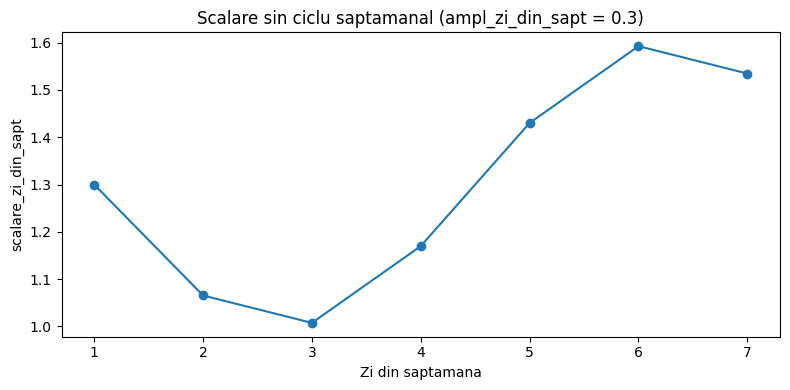 Scalare sin ciclu saptamanal (ampl_zi_din_sapt = 0.3)
scalare_zi_din_sapt
1.6
1.5
1.4
1.3
1.2
1.1
1.0
1 2 3 4 5 6 7
Zi din saptamana